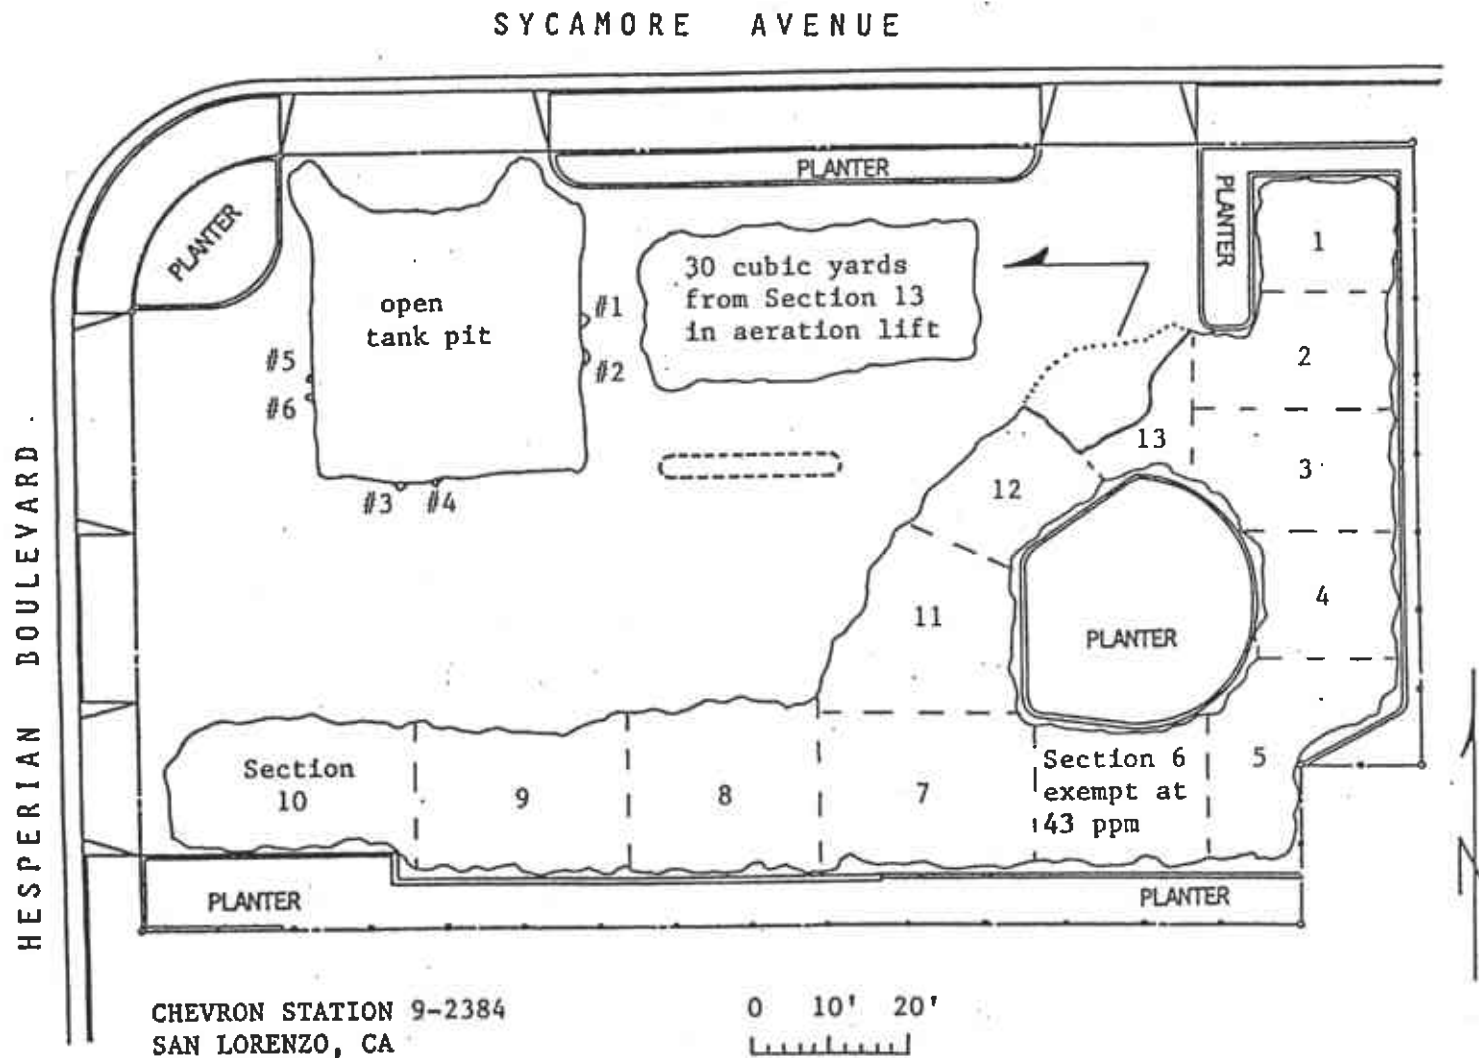 SYCAMORE AVENUE
HESPERIAN BOULEVARD
PLANTER
PLANTER
PLANTER
open
tank pit
#1
#2
#3
#4
#5
#6
30 cubic yards
from Section 13
in aeration lift
1
2
3
4
5
Section 6
exempt at
43 ppm
7
8
9
Section
10
11
12
13
PLANTER
PLANTER
PLANTER
CHEVRON STATION 9-2384
SAN LORENZO, CA
0 10' 20'
N